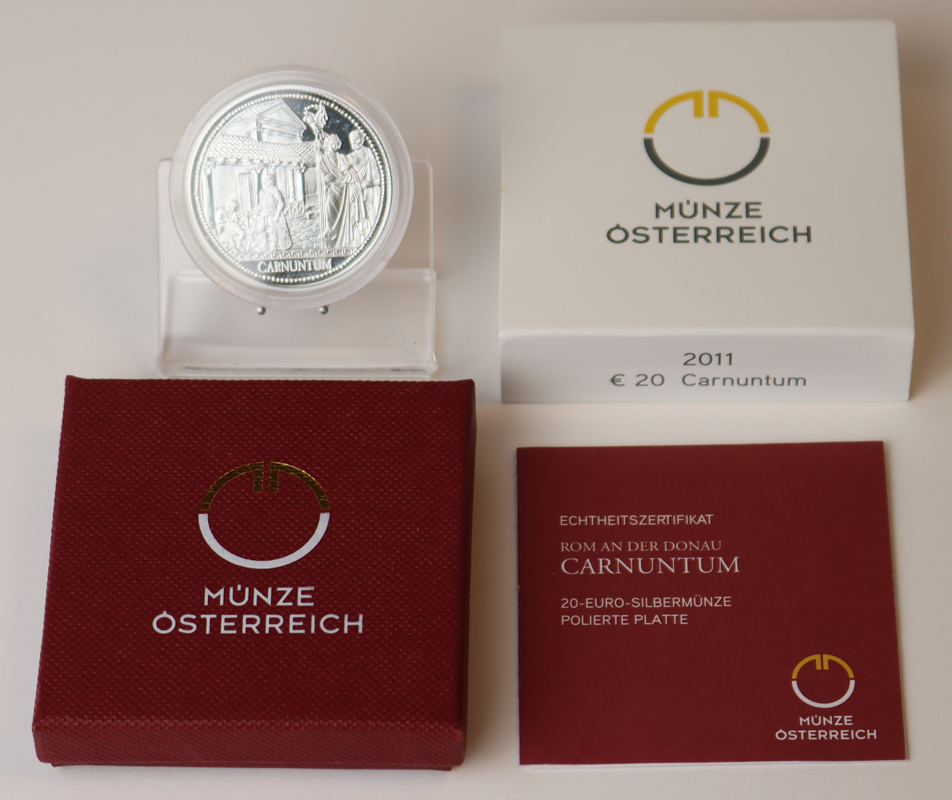 CARNUNTUM
MÜNZE
ÖSTERREICH
2011
€ 20 Carnuntum
MÜNZE
ÖSTERREICH
ECHTHEITSZERTIFIKAT
ROM AN DER DONAU
CARNUNTUM
20-EURO-SILBERMÜNZE
POLIERTE PLATTE
MÜNZE
ÖSTERREICH